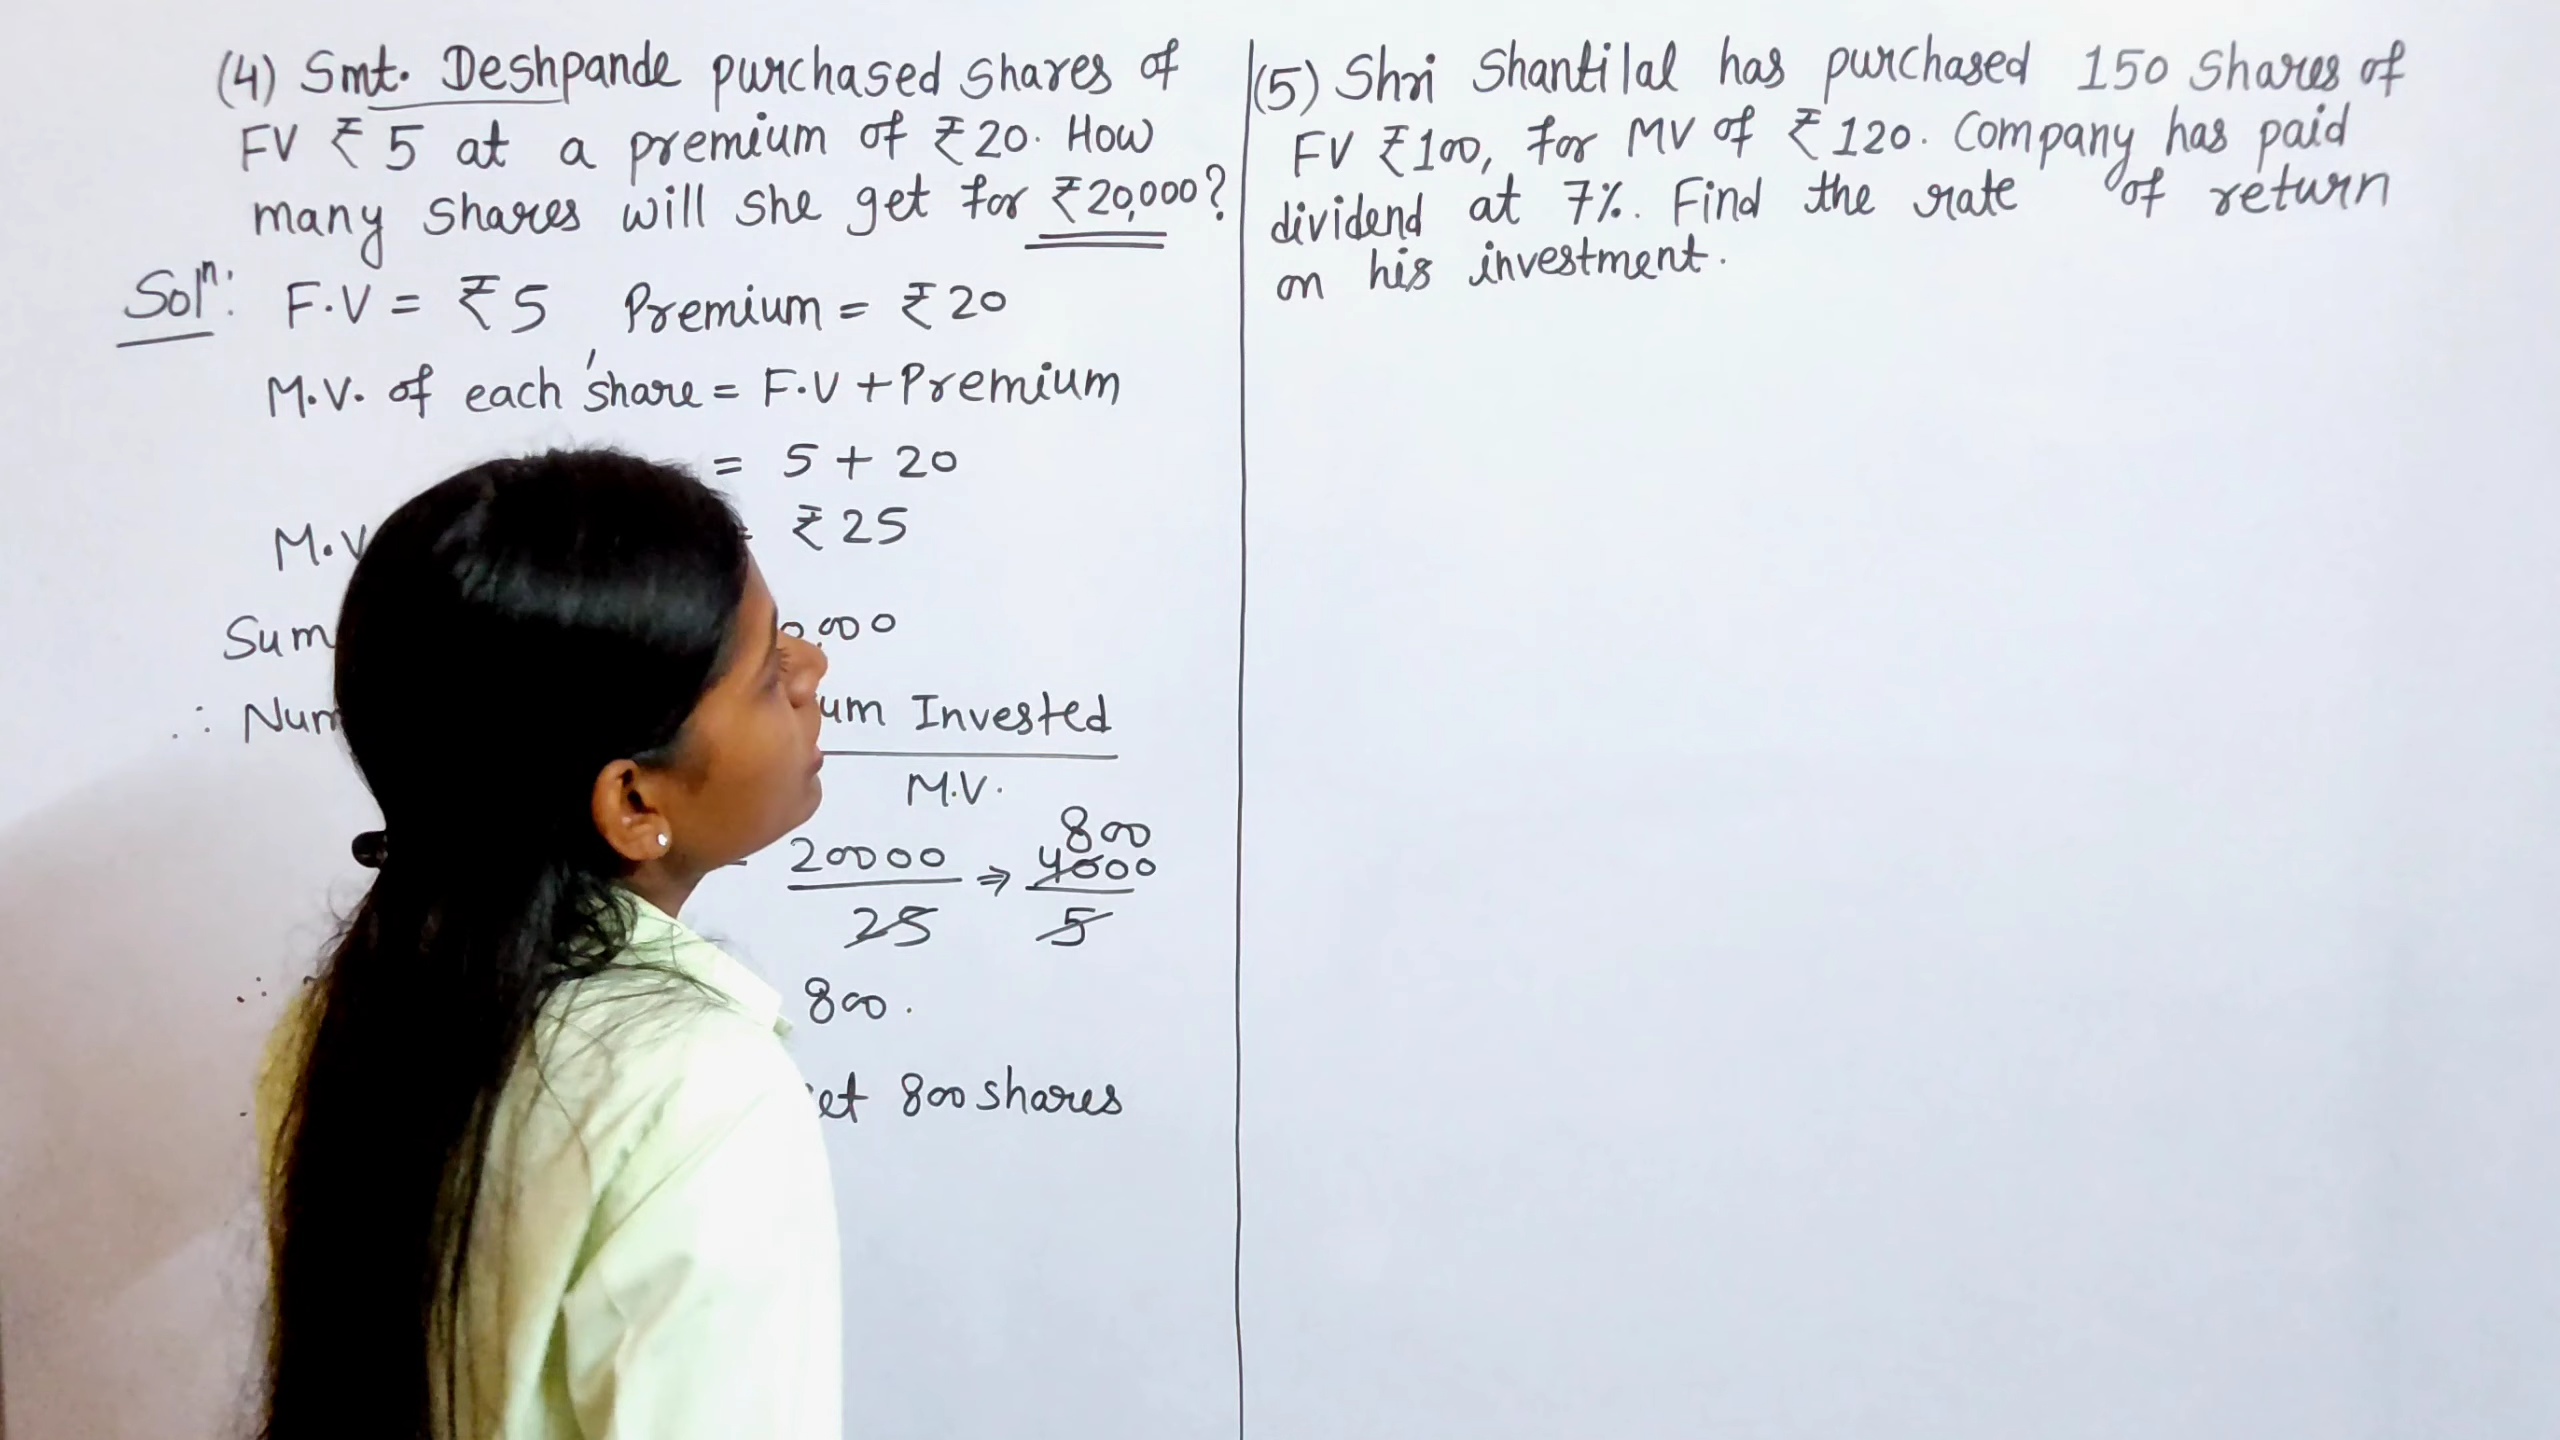 (4) Smt. Deshpande purchased shares of
FV ₹ 5 at a premium of ₹ 20. How
many shares will she get for ₹ 20,000?
Solⁿ: F.V = ₹ 5 Premium = ₹ 20
M.V. of each share = F.V + Premium
= 5 + 20
M.V = ₹ 25
Sum 0,000
∴ Num um Invested
M.V.
800
= 20000 ⇒ 4000
25 5
∴ 800.
et 800 shares
(5) Shri Shantilal has purchased 150 shares of
FV ₹ 100, for MV of ₹ 120. Company has paid
dividend at 7%. Find the rate of return
on his investment.